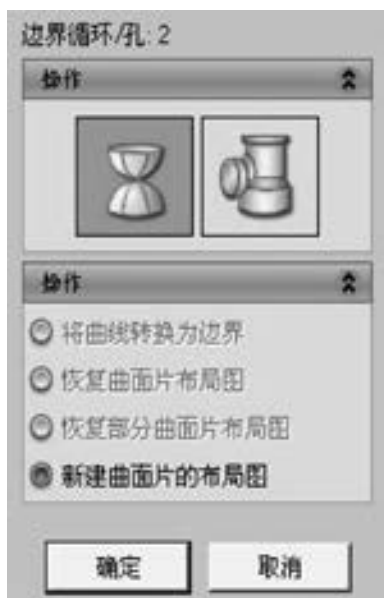 边界循环/孔: 2
操作
操作
将曲线转换为边界
恢复曲面片布局图
恢复部分曲面片布局图
新建曲面片的布局图
确定 取消